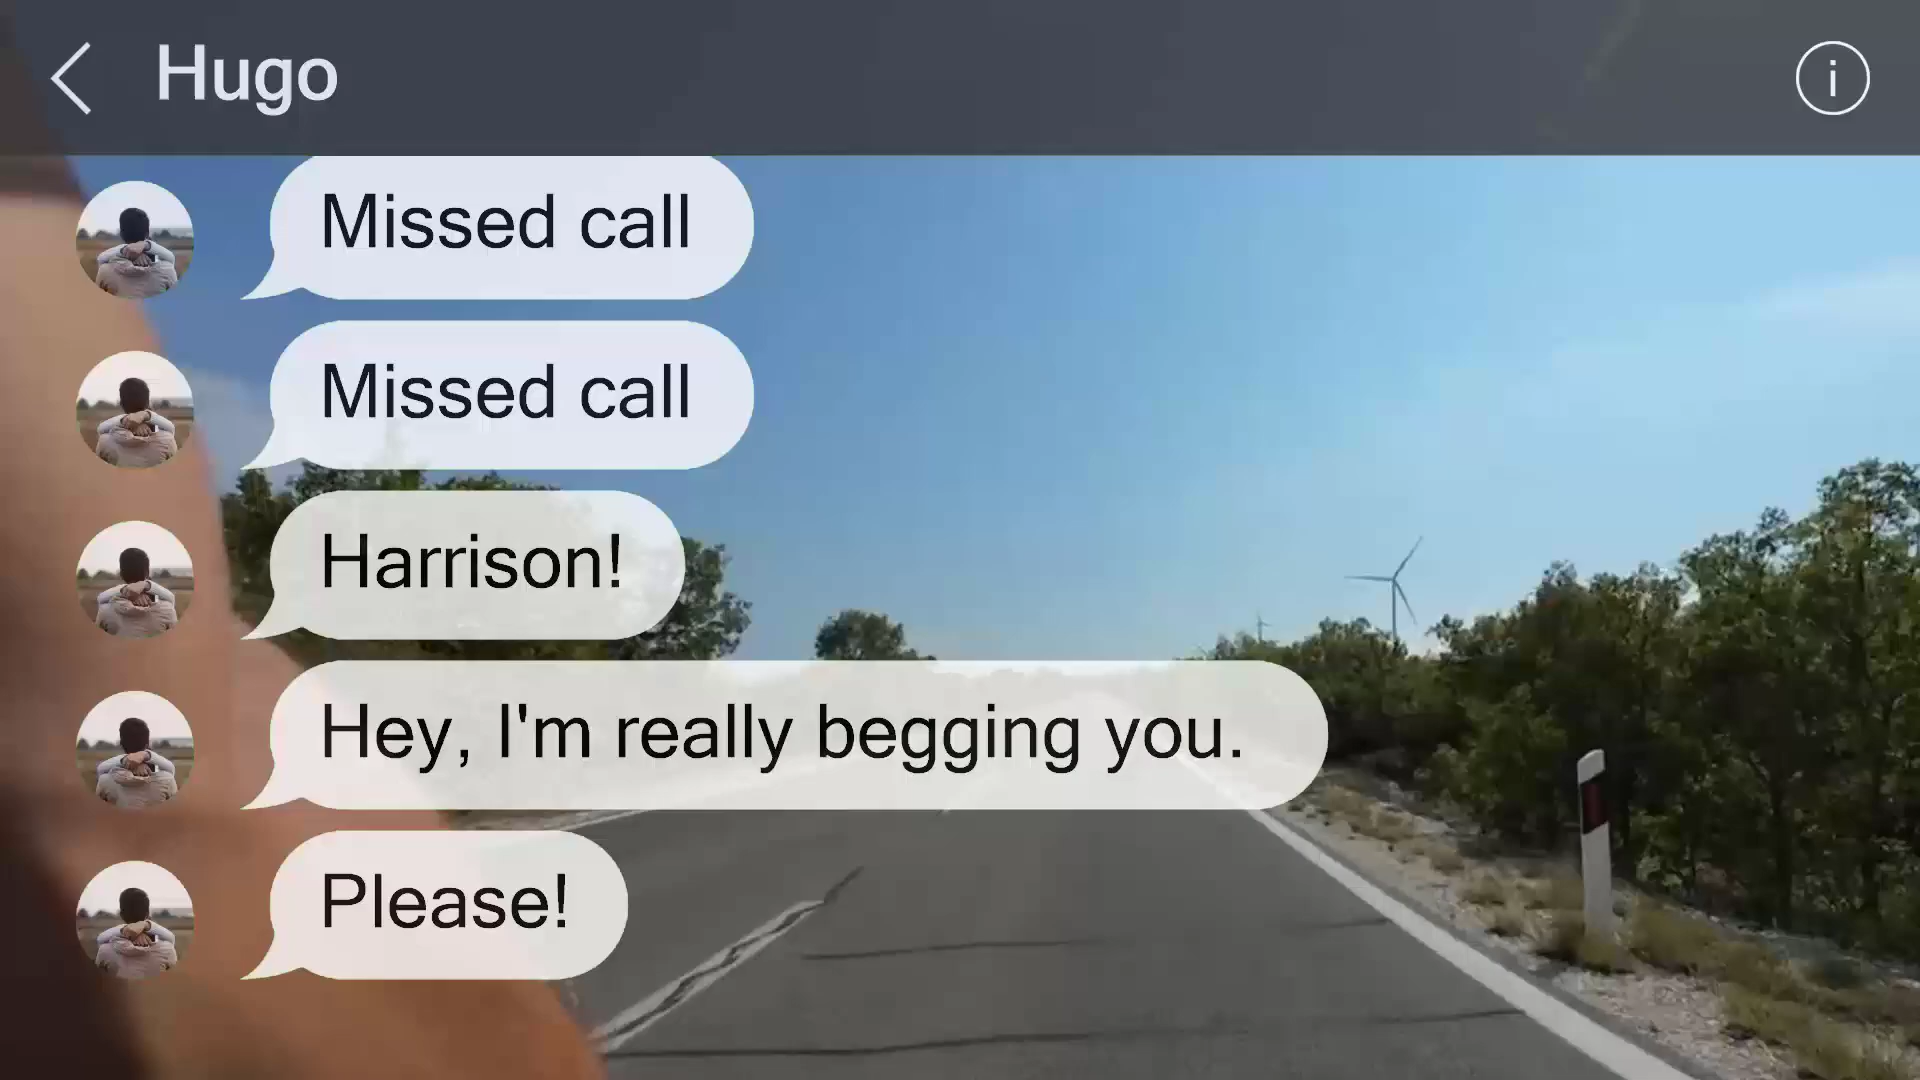 Hugo
i
Missed call
Missed call
Harrison!
Hey, I'm really begging you.
Please!